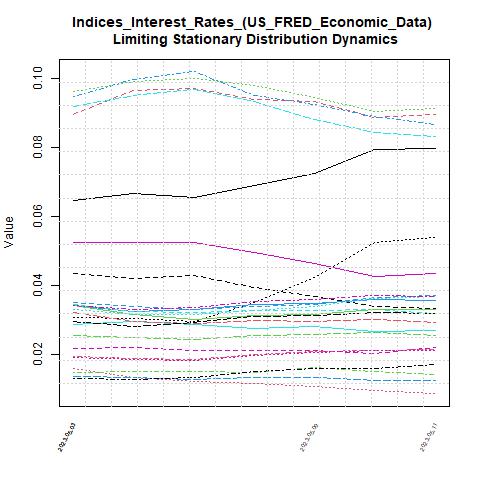 Indices_Interest_Rates_(US_FRED_Economic_Data)
Limiting Stationary Distribution Dynamics
0.10
0.08
0.06
0.04
0.02
Value